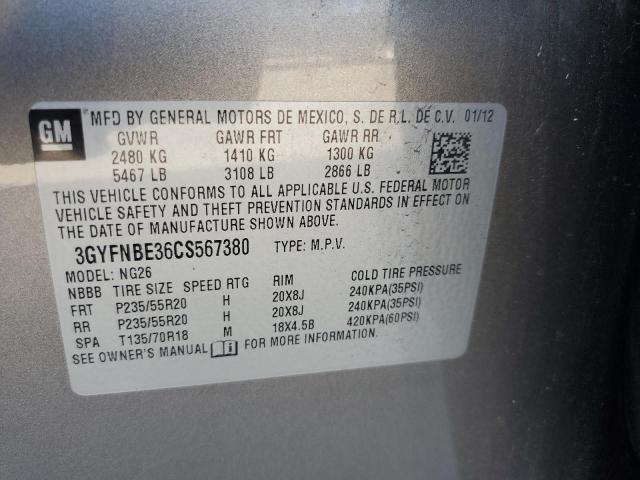 GM
MFD BY GENERAL MOTORS DE MEXICO, S. DE R.L. DE C.V. 01/12
GVWR GAWR FRT GAWR RR
2480 KG 1410 KG 1300 KG
5467 LB 3108 LB 2866 LB
THIS VEHICLE CONFORMS TO ALL APPLICABLE U.S. FEDERAL MOTOR
VEHICLE SAFETY AND THEFT PREVENTION STANDARDS IN EFFECT ON
THE DATE OF MANUFACTURE SHOWN ABOVE.
3GYFNBE36CS567380 TYPE: M.P.V.
MODEL: NG26
NBBB TIRE SIZE SPEED RTG RIM COLD TIRE PRESSURE
FRT P235/55R20 H 20X8J 240KPA(35PSI)
RR P235/55R20 H 20X8J 240KPA(35PSI)
SPA T135/70R18 M 18X4.5B 420KPA(60PSI)
SEE OWNER'S MANUAL FOR MORE INFORMATION.